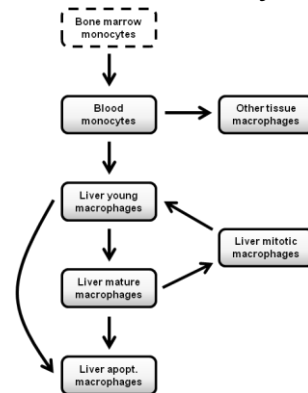 Bone marrow
monocytes
Blood
monocytes
Other tissue
macrophages
Liver young
macrophages
Liver mitotic
macrophages
Liver mature
macrophages
Liver apopt.
macrophages